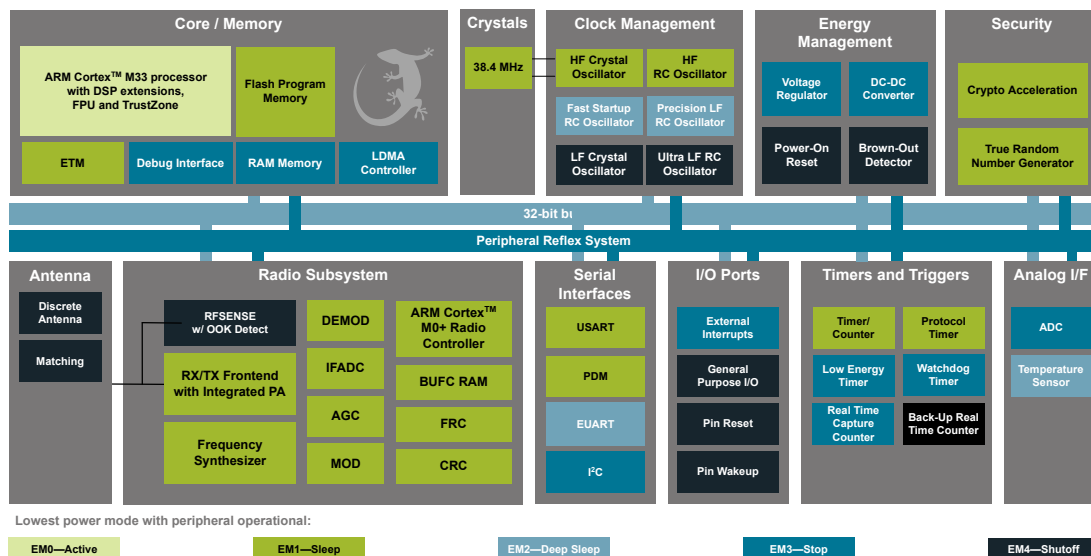 Core / Memory
ARM Cortex™ M33 processor
with DSP extensions,
FPU and TrustZone
Flash Program
Memory
ETM
Debug Interface
RAM Memory
LDMA
Controller
Crystals
38.4 MHz
Clock Management
HF Crystal
Oscillator
HF
RC Oscillator
Fast Startup
RC Oscillator
Precision LF
RC Oscillator
LF Crystal
Oscillator
Ultra LF RC
Oscillator
Energy
Management
Voltage
Regulator
DC-DC
Converter
Power-On
Reset
Brown-Out
Detector
Security
Crypto Acceleration
True Random
Number Generator
32-bit bu
Peripheral Reflex System
Antenna
Discrete
Antenna
Matching
Radio Subsystem
RFSENSE
w/ OOK Detect
RX/TX Frontend
with Integrated PA
Frequency
Synthesizer
DEMOD
IFADC
AGC
MOD
ARM Cortex™
M0+ Radio
Controller
BUFC RAM
FRC
CRC
Serial
Interfaces
USART
PDM
EUART
I²C
I/O Ports
External
Interrupts
General
Purpose I/O
Pin Reset
Pin Wakeup
Timers and Triggers
Timer/
Counter
Protocol
Timer
Low Energy
Timer
Watchdog
Timer
Real Time
Capture
Counter
Back-Up Real
Time Counter
Analog I/F
ADC
Temperature
Sensor
Lowest power mode with peripheral operational:
EM0—Active
EM1—Sleep
EM2—Deep Sleep
EM3—Stop
EM4—Shutoff